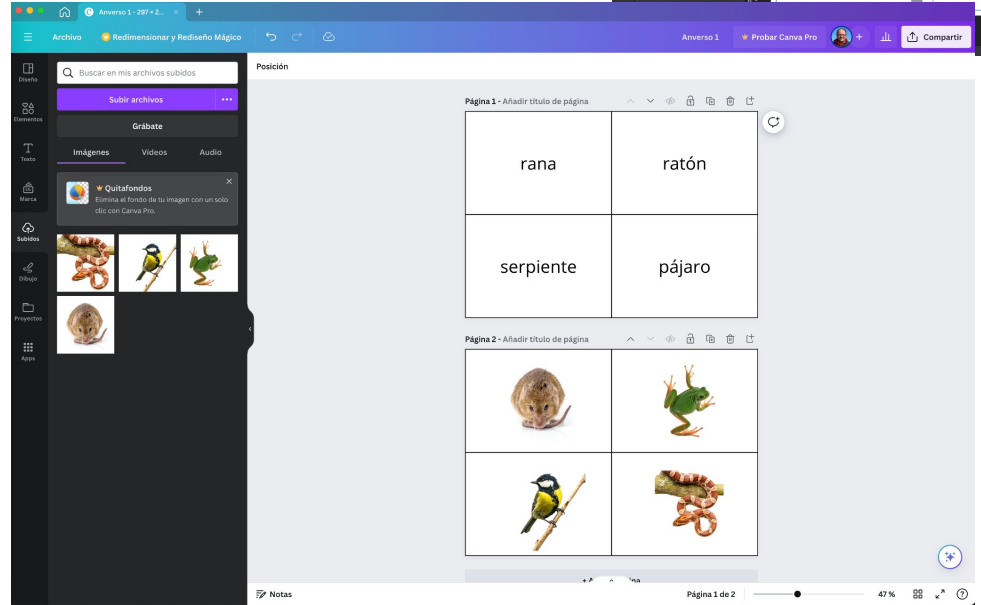 Anverso 1 - 297 × 2...
Archivo
Redimensionar y Rediseño Mágico
Anverso 1
Probar Canva Pro
Compartir
Diseño
Elementos
Texto
Marca
Subidos
Dibujo
Proyectos
Apps
Buscar en mis archivos subidos
Subir archivos
Grábate
Imágenes Vídeos Audio
Quitafondos
Elimina el fondo de tu imagen con un solo
clic con Canva Pro.
Posición
Página 1 - Añadir título de página
rana ratón
serpiente pájaro
Página 2 - Añadir título de página
Notas
Página 1 de 2
47 %